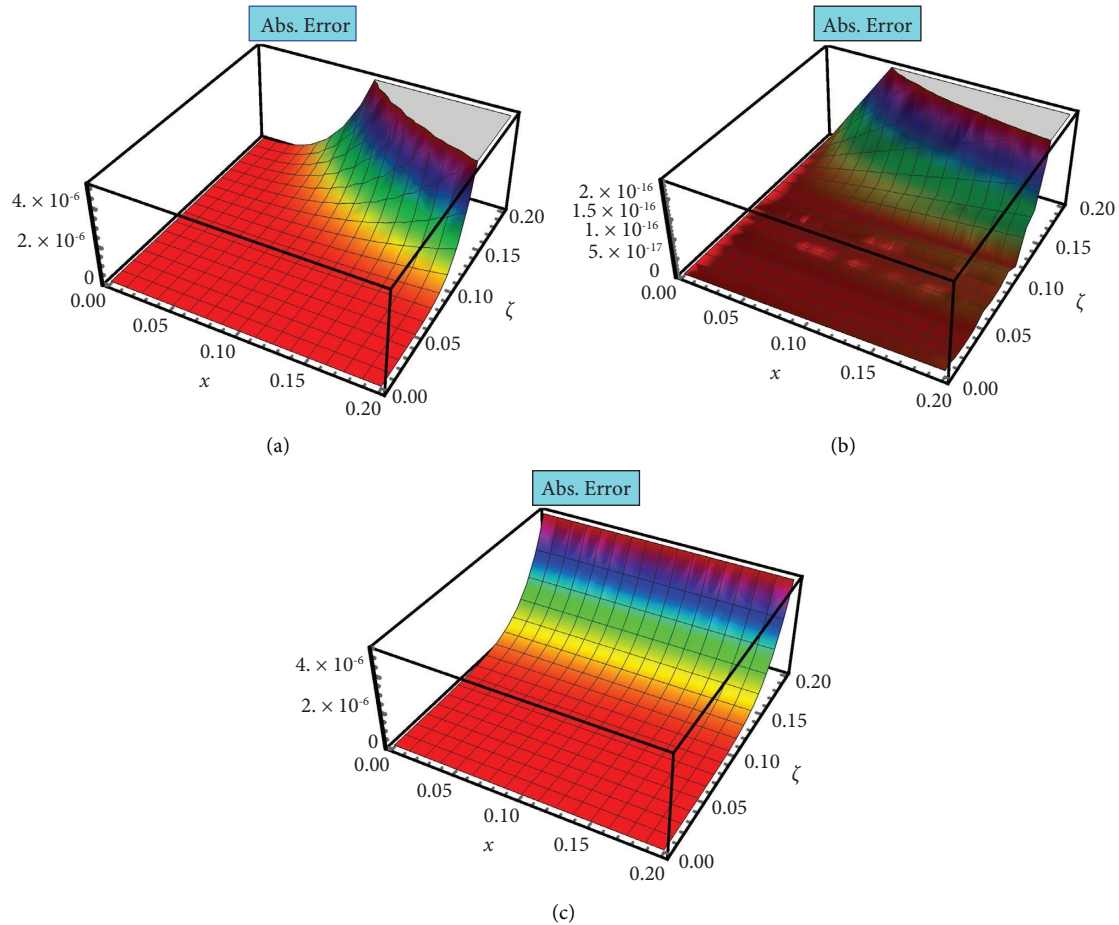 Abs. Error
4. × 10-6
2. × 10-6
0
0.00
0.05
0.10
0.15
0.20
x
0.00
0.05
0.10
0.15
0.20
ζ
(a)
Abs. Error
2. × 10-16
1.5 × 10-16
1. × 10-16
5. × 10-17
0
0.00
0.05
0.10
0.15
0.20
x
0.00
0.05
0.10
0.15
0.20
ζ
(b)
Abs. Error
4. × 10-6
2. × 10-6
0
0.00
0.05
0.10
0.15
0.20
x
0.00
0.05
0.10
0.15
0.20
ζ
(c)